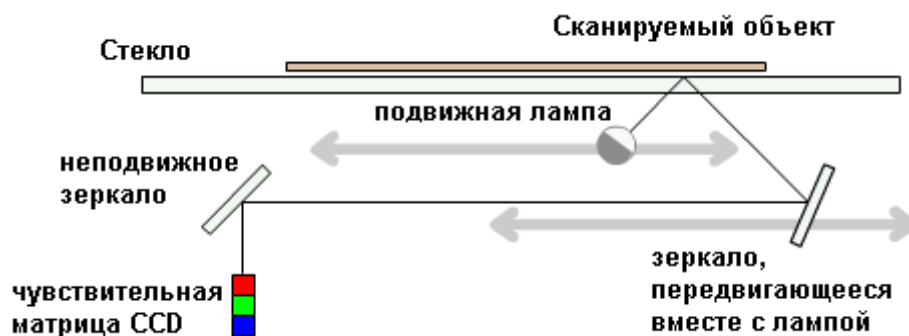 Сканируемый объект
Стекло
подвижная лампа
неподвижное
зеркало
зеркало,
передвигающееся
вместе с лампой
чувствительная
матрица CCD